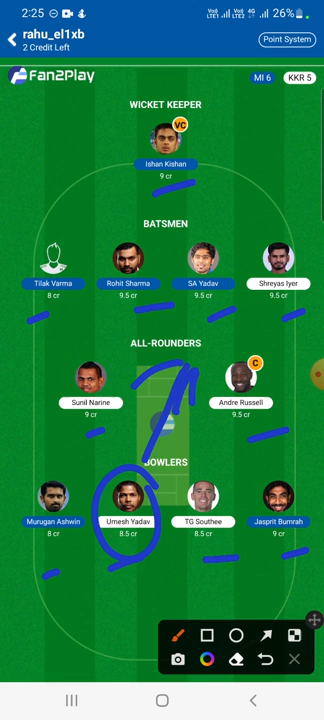 2:25 Vo) LTE1 Vo) LTE2 4G 26%
rahu_el1xb
2 Credit Left
Point System
Fan2Play
MI 6 KKR 5
WICKET KEEPER
VC
Ishan Kishan
9 cr
BATSMEN
Tilak Varma Rohit Sharma SA Yadav Shreyas Iyer
8 cr 9.5 cr 9.5 cr 9.5 cr
ALL-ROUNDERS
C
Sunil Narine Andre Russell
9 cr 9.5 cr
BOWLERS
Murugan Ashwin Umesh Yadav TG Southee Jasprit Bumrah
8 cr 8.5 cr 8.5 cr 9 cr